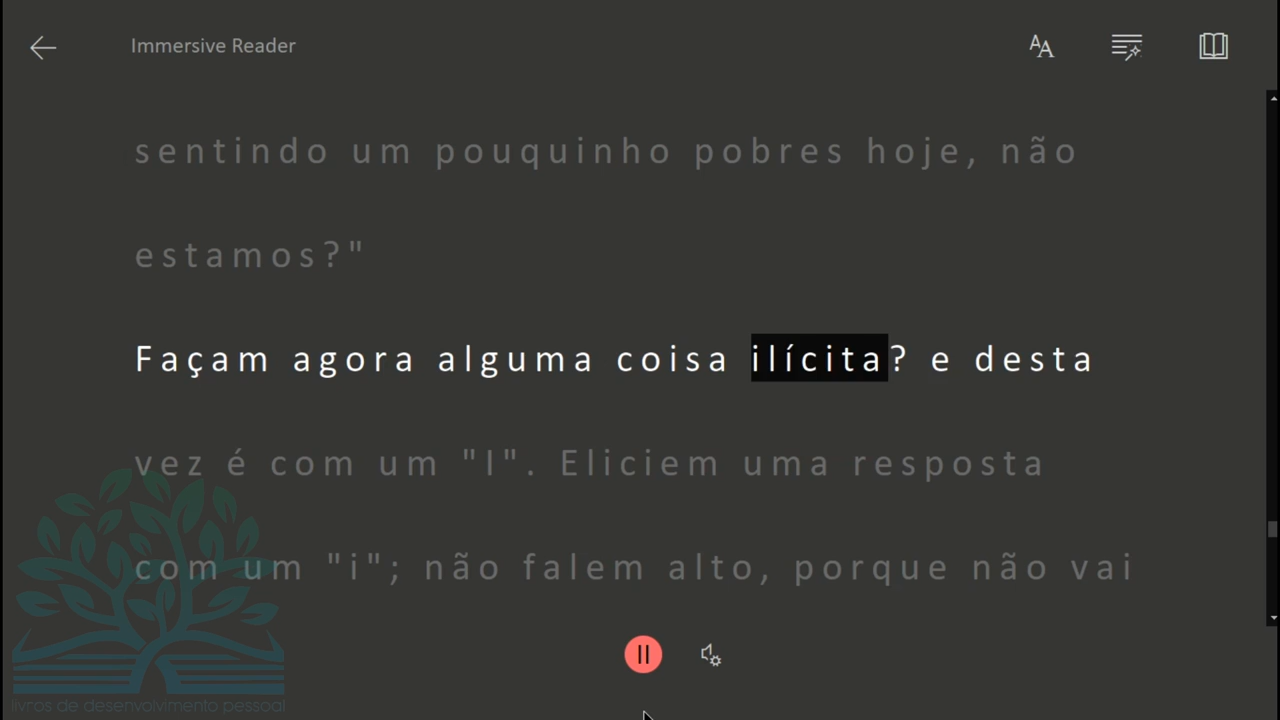 Immersive Reader
sentindo um pouquinho pobres hoje, não
estamos?"
Façam agora alguma coisa ilícita? e desta
vez é com um "I". Eliciem uma resposta
com um "i"; não falem alto, porque não vai
livros de desenvolvimento pessoal